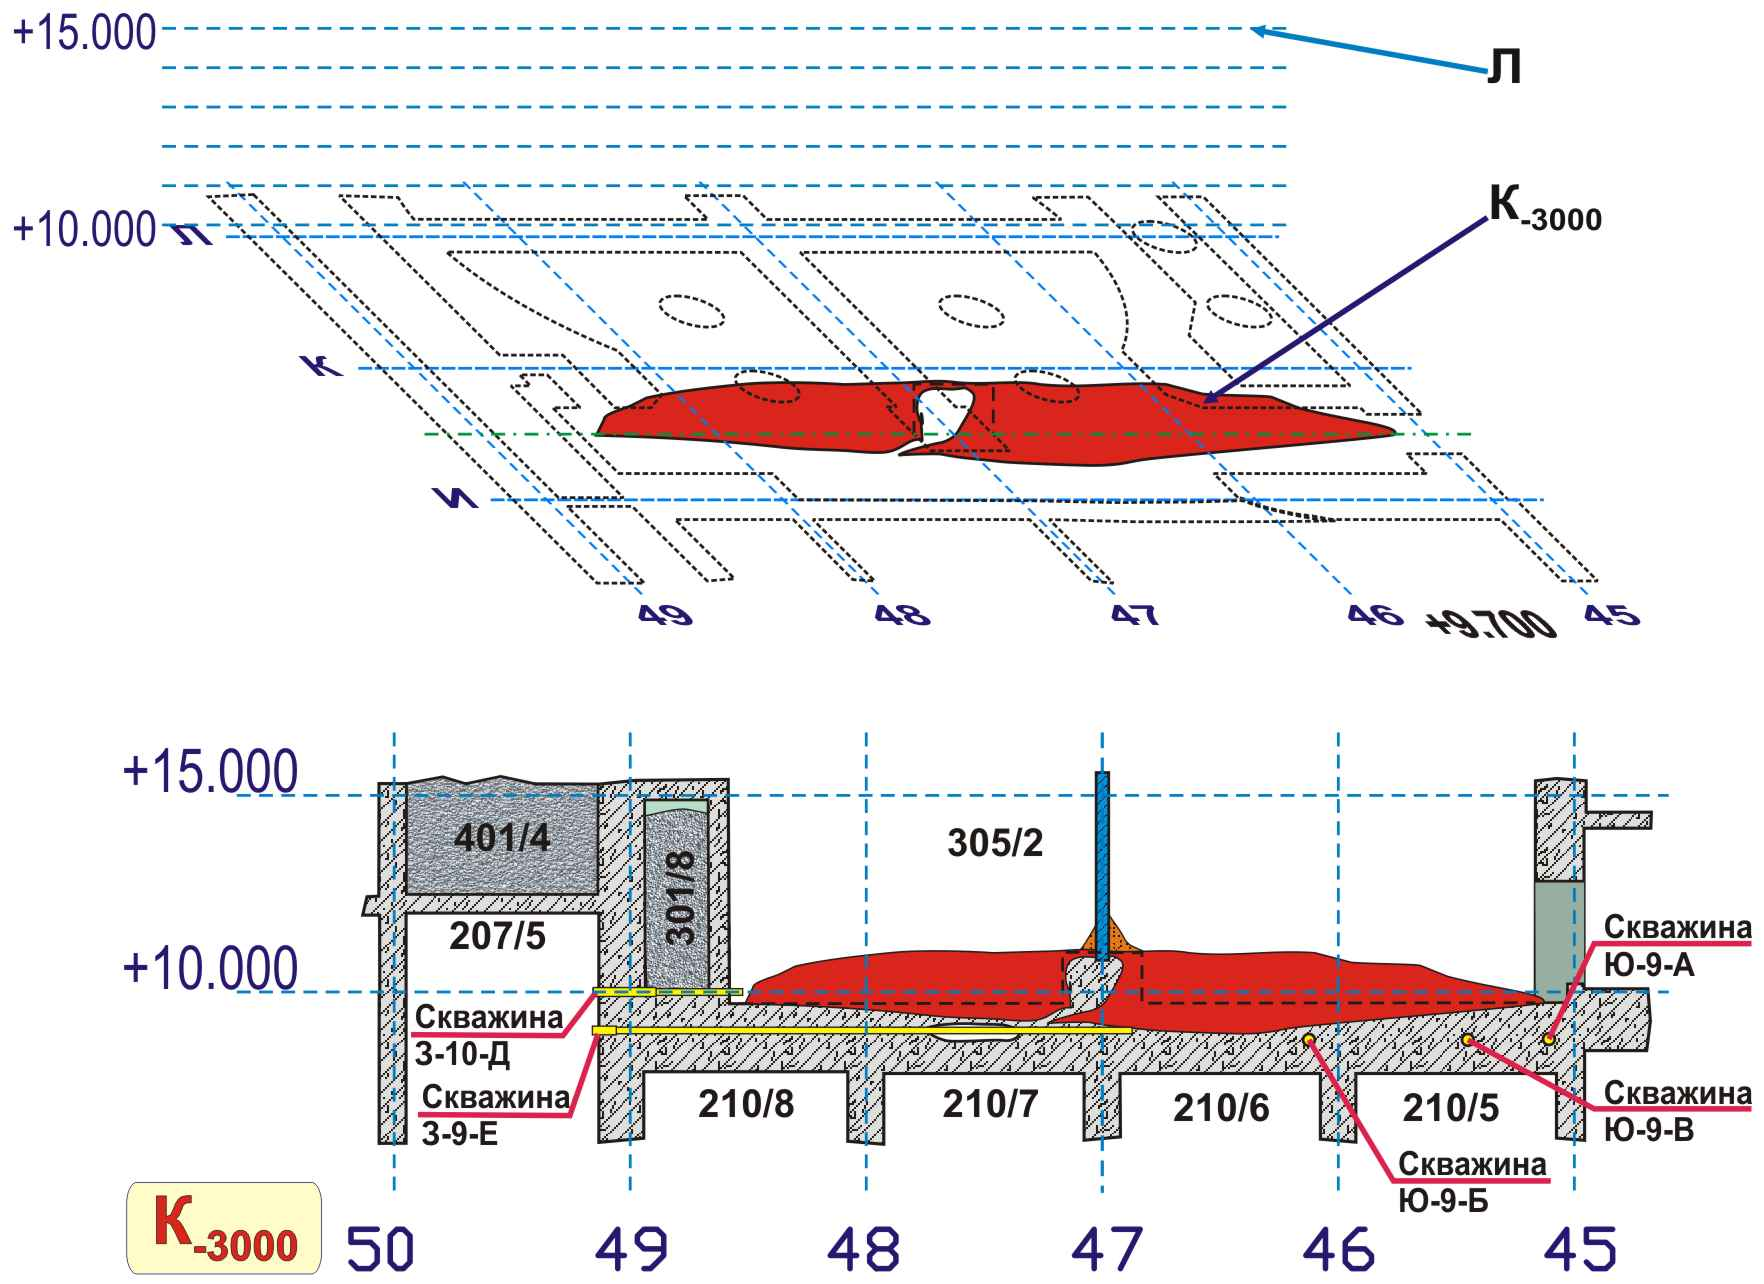 +15.000
Л
К-3000
+10.000
Л
К
И
49
48
47
46
+9.700
45
+15.000
401/4
305/2
301/8
207/5
+10.000
Скважина
Ю-9-А
Скважина
З-10-Д
Скважина
З-9-Е
210/8
210/7
210/6
210/5
Скважина
Ю-9-В
Скважина
Ю-9-Б
К-3000
50
49
48
47
46
45